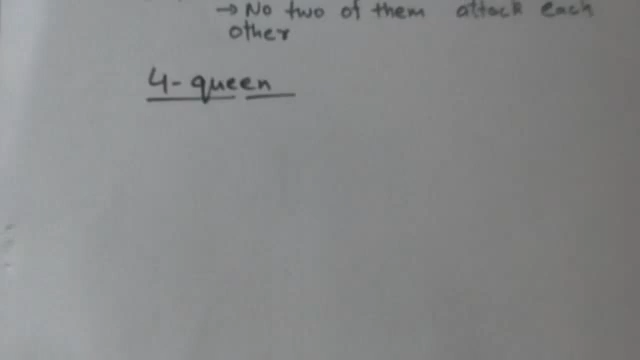 → No two of them attack each
other
4-queen